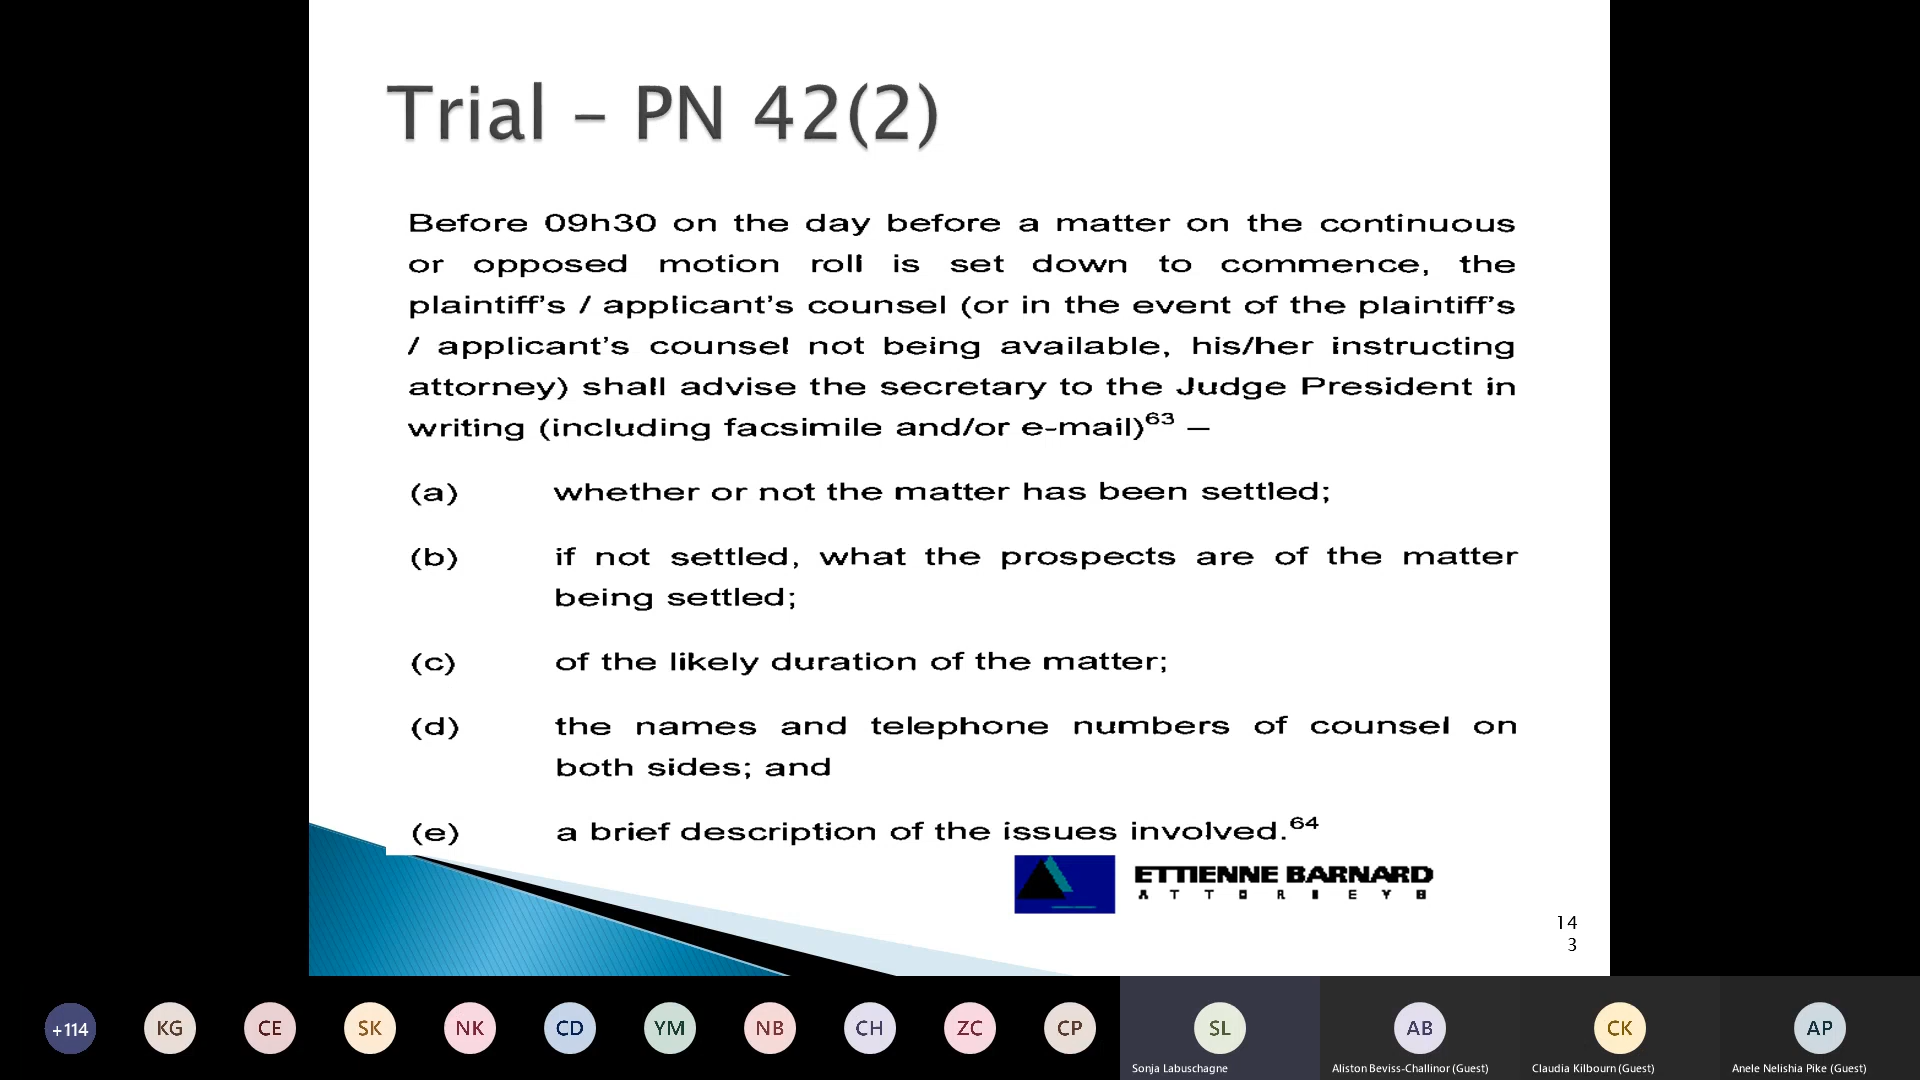 Trial – PN 42(2)
Before 09h30 on the day before a matter on the continuous
or opposed motion roll is set down to commence, the
plaintiff's / applicant's counsel (or in the event of the plaintiff's
/ applicant's counsel not being available, his/her instructing
attorney) shall advise the secretary to the Judge President in
writing (including facsimile and/or e-mail)63 –
(a) whether or not the matter has been settled;
(b) if not settled, what the prospects are of the matter
being settled;
(c) of the likely duration of the matter;
(d) the names and telephone numbers of counsel on
both sides; and
(e) a brief description of the issues involved.64
ETTIENNE BARNARD
ATTORNEYS
14
3
+114 KG CE SK NK CD YM NB CH ZC CP SL AB CK AP
Sonja Labuschagne Aliston Beviss-Challinor (Guest) Claudia Kilbourn (Guest) Anele Nelishia Pike (Guest)